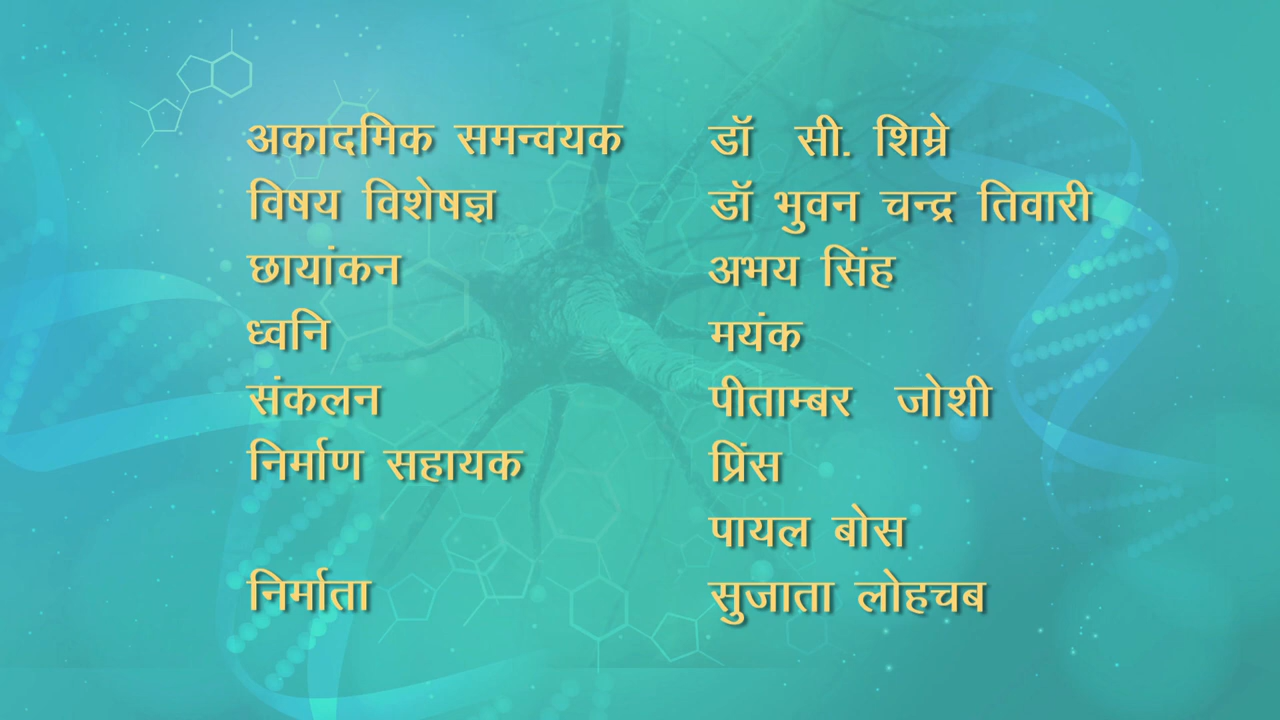 अकादमिक समन्वयक डॉ सी. शिम्रे
विषय विशेषज्ञ डॉ भुवन चन्द्र तिवारी
छायांकन अभय सिंह
ध्वनि मयंक
संकलन पीताम्बर जोशी
निर्माण सहायक प्रिंस
पायल बोस
निर्माता सुजाता लोहचब